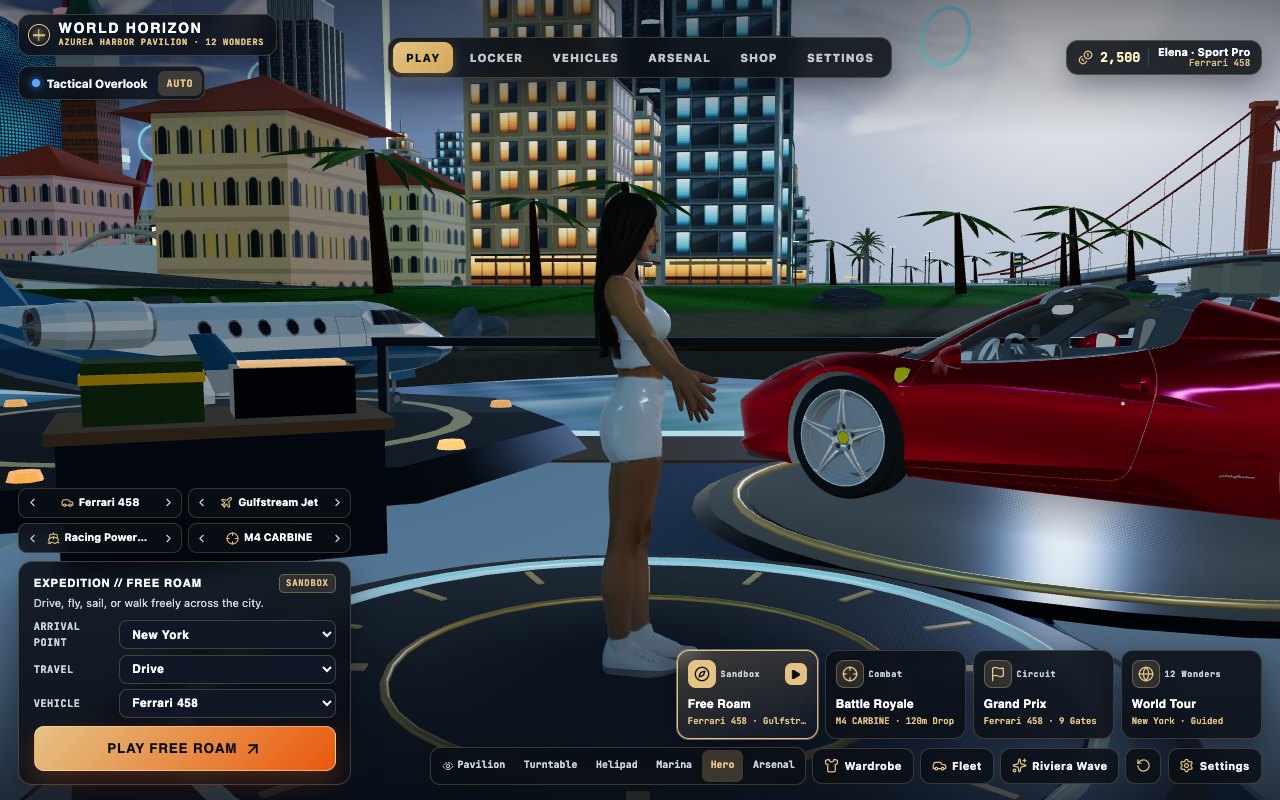 WORLD HORIZON
AZUREA HARBOR PAVILION · 12 WONDERS
Tactical Overlook AUTO
PLAY LOCKER VEHICLES ARSENAL SHOP SETTINGS
2,500
Elena · Sport Pro
Ferrari 458
Ferrari 458
Gulfstream Jet
Racing Power...
M4 CARBINE
EXPEDITION // FREE ROAM
SANDBOX
Drive, fly, sail, or walk freely across the city.
ARRIVAL POINT
New York
TRAVEL
Drive
VEHICLE
Ferrari 458
PLAY FREE ROAM
Sandbox
Free Roam
Ferrari 458 · Gulfstr…
Combat
Battle Royale
M4 CARBINE · 120m Drop
Circuit
Grand Prix
Ferrari 458 · 9 Gates
12 Wonders
World Tour
New York · Guided
Pavilion Turntable Helipad Marina Hero Arsenal
Wardrobe
Fleet
Riviera Wave
Settings